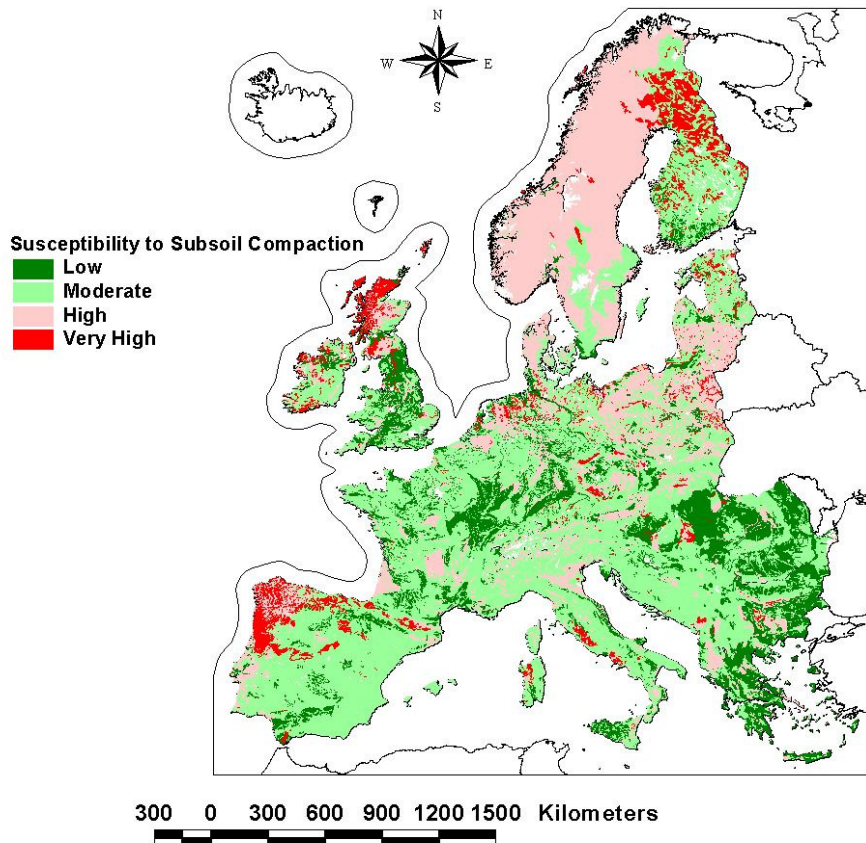 N
W E
S
Susceptibility to Subsoil Compaction
Low
Moderate
High
Very High
300 0 300 600 900 1200 1500 Kilometers